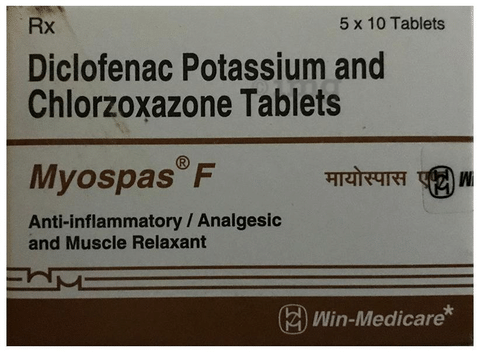 Rx 5 x 10 Tablets
Diclofenac Potassium and
Chlorzoxazone Tablets
Myospas® F मायोस्पास
Anti-inflammatory / Analgesic
and Muscle Relaxant
Win-Medicare*